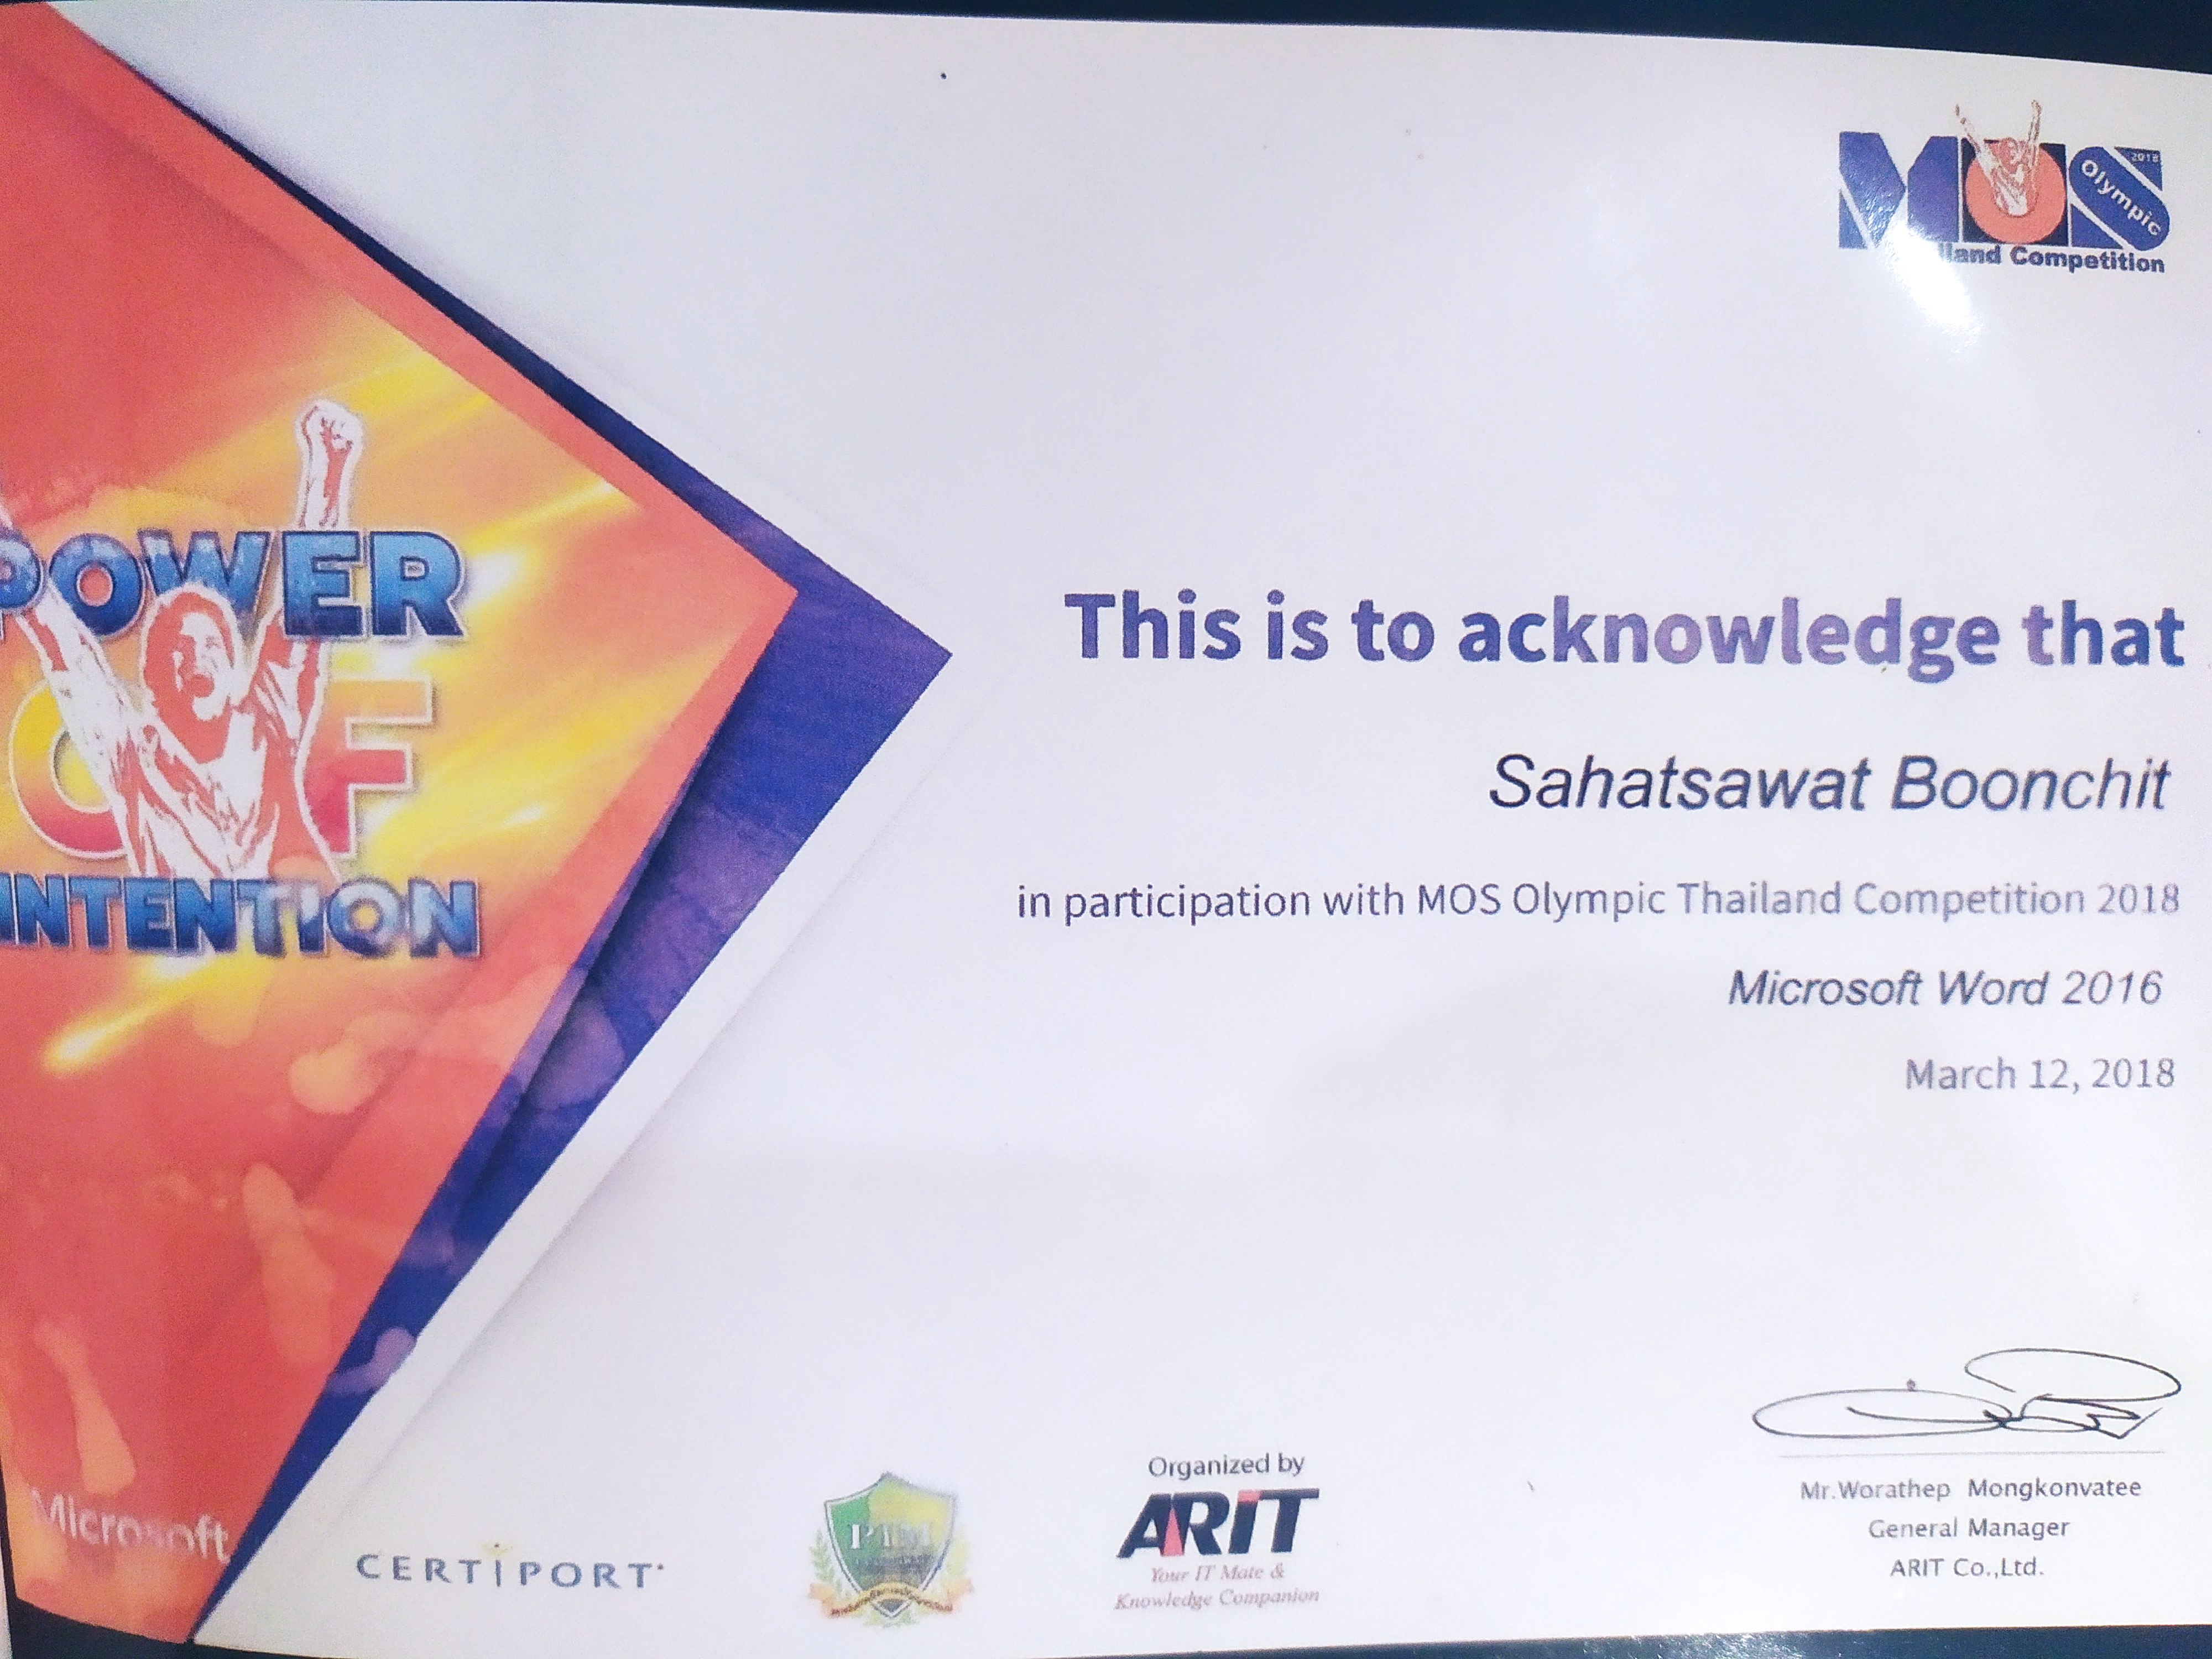 MOS
Olympic
2018
land Competition
POWER
OF
INTENTION
This is to acknowledge that
Sahatsawat Boonchit
in participation with MOS Olympic Thailand Competition 2018
Microsoft Word 2016
March 12, 2018
Mr.Worathep Mongkonvatee
General Manager
ARIT Co.,Ltd.
Organized by
ARiT
Your IT Mate &
Knowledge Companion
PIM
CERTIPORT
Microsoft